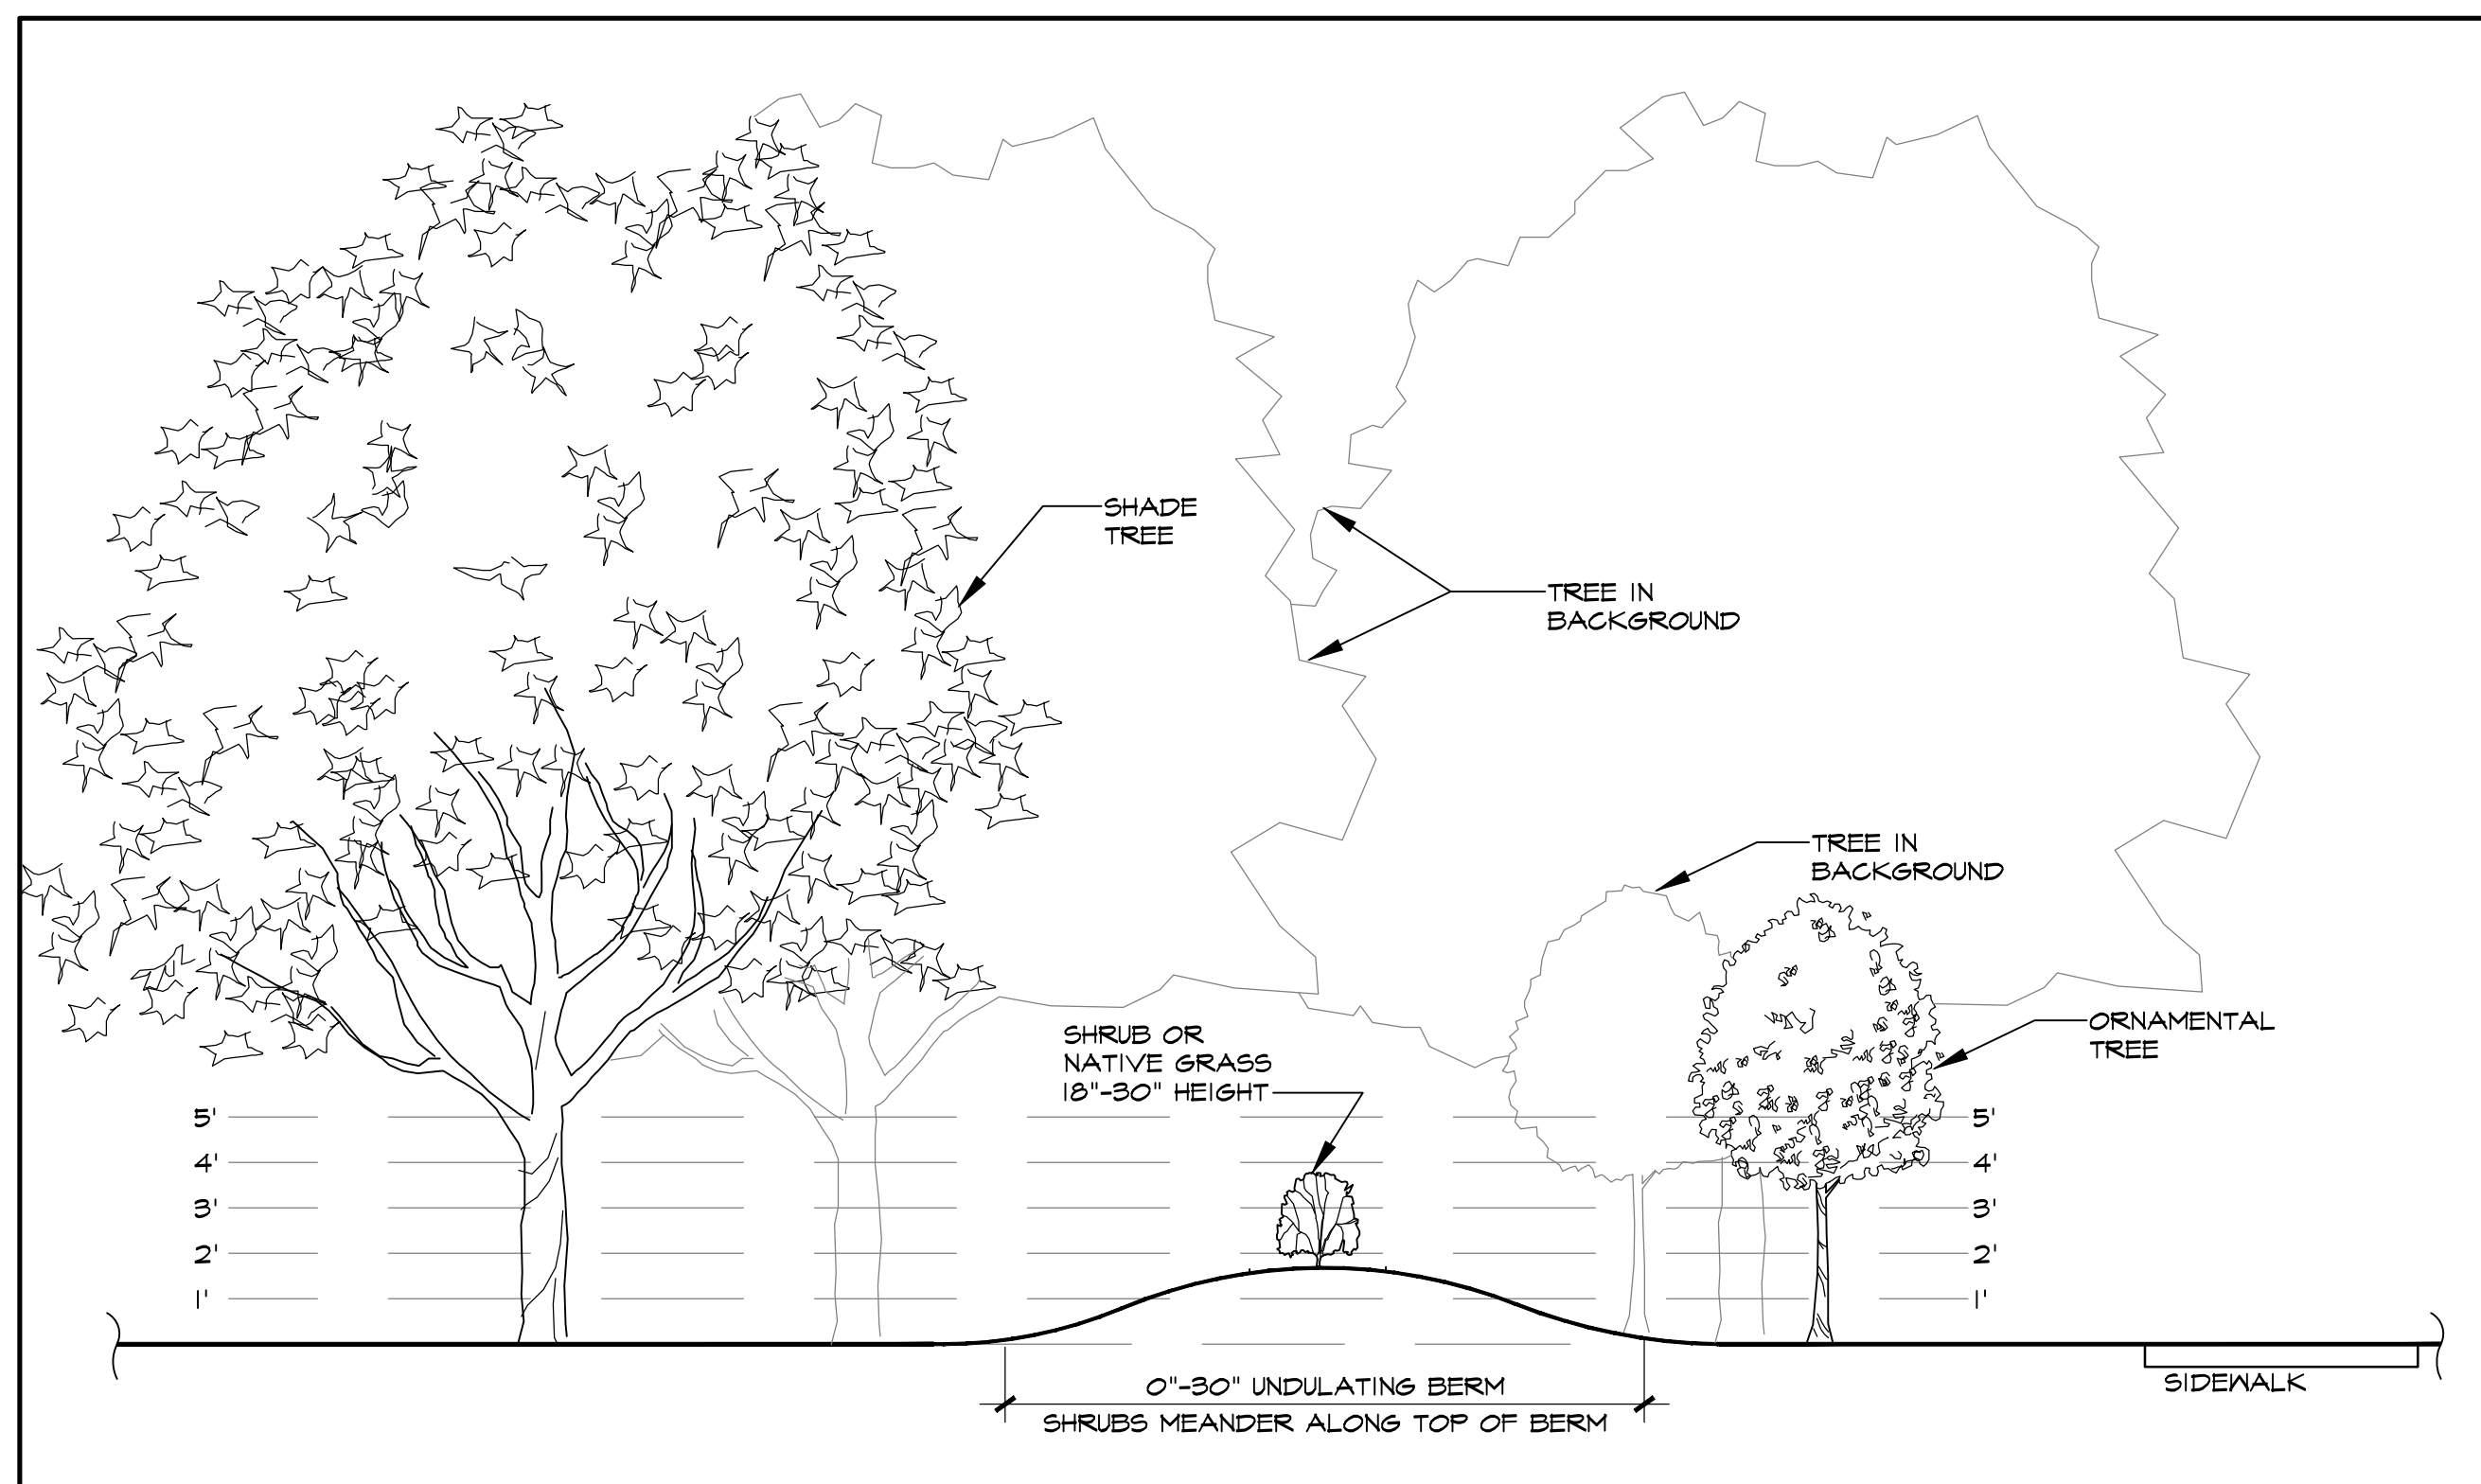 SHADE
TREE
TREE IN
BACKGROUND
TREE IN
BACKGROUND
ORNAMENTAL
TREE
SHRUB OR
NATIVE GRASS
18"-30" HEIGHT
5'
4'
3'
2'
1'
5'
4'
3'
2'
1'
0"-30" UNDULATING BERM
SHRUBS MEANDER ALONG TOP OF BERM
SIDEWALK